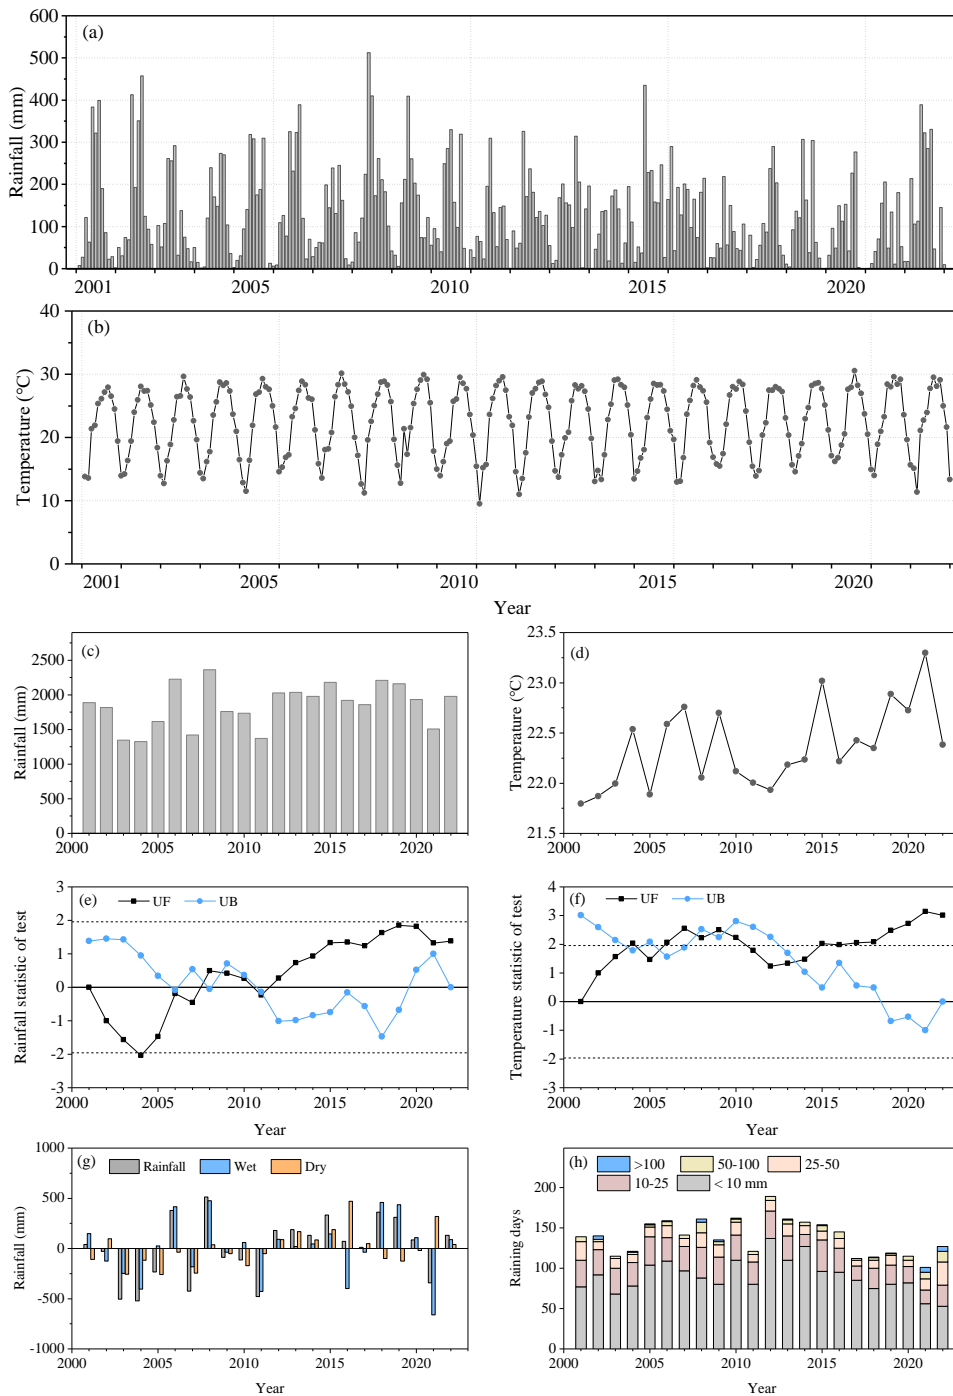 (a)
600
500
400
300
200
100
0
Rainfall (mm)
2001 2005 2010 2015 2020
(b)
40
30
20
10
0
Temperature (°C)
2001 2005 2010 2015 2020
Year
(c)
2500
2000
1500
1000
500
0
Rainfall (mm)
2000 2005 2010 2015 2020
(d)
23.5
23.0
22.5
22.0
21.5
Temperature (°C)
2000 2005 2010 2015 2020
(e) UF UB
3
2
1
0
-1
-2
-3
Rainfall statistic of test
2000 2005 2010 2015 2020
Year
(f) UF UB
4
3
2
1
0
-1
-2
-3
Temperature statistic of test
2000 2005 2010 2015 2020
Year
(g) Rainfall Wet Dry
1000
500
0
-500
-1000
Rainfall (mm)
2000 2005 2010 2015 2020
Year
(h)
>100 50-100 25-50
10-25 < 10 mm
200
150
100
50
0
Raining days
2000 2005 2010 2015 2020
Year